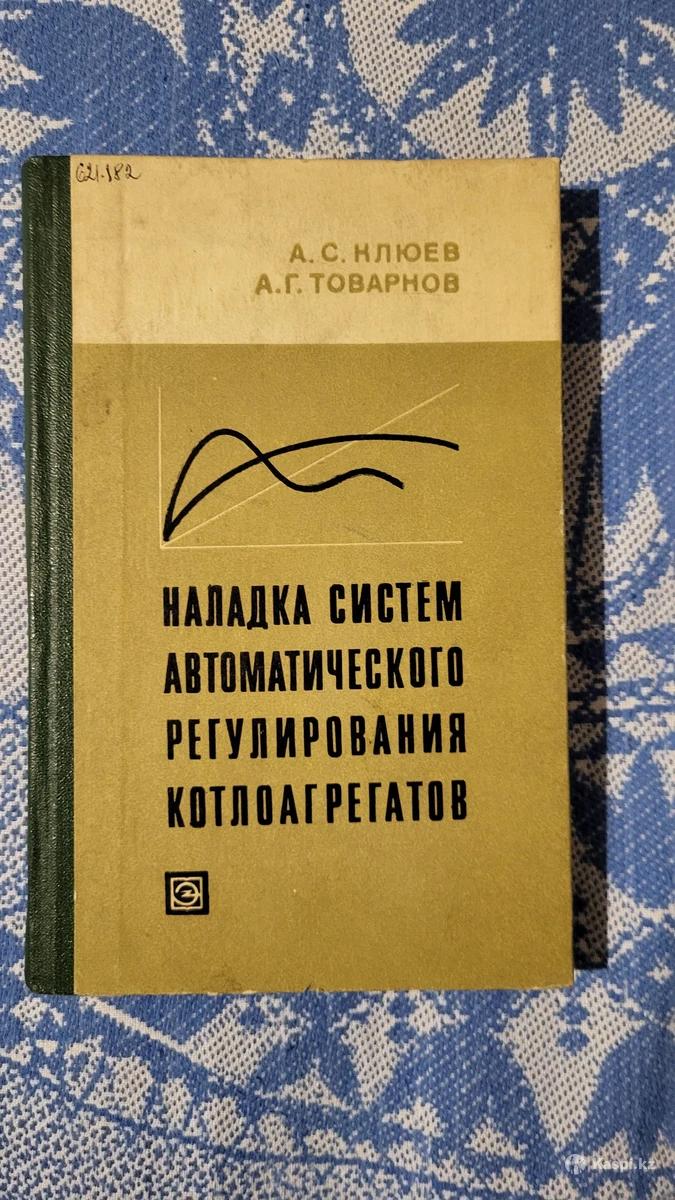 621.182
А.С. КЛЮЕВ
А.Г. ТОВАРНОВ
НАЛАДКА СИСТЕМ
АВТОМАТИЧЕСКОГО
РЕГУЛИРОВАНИЯ
КОТЛОАГРЕГАТОВ
Kaspi.kz